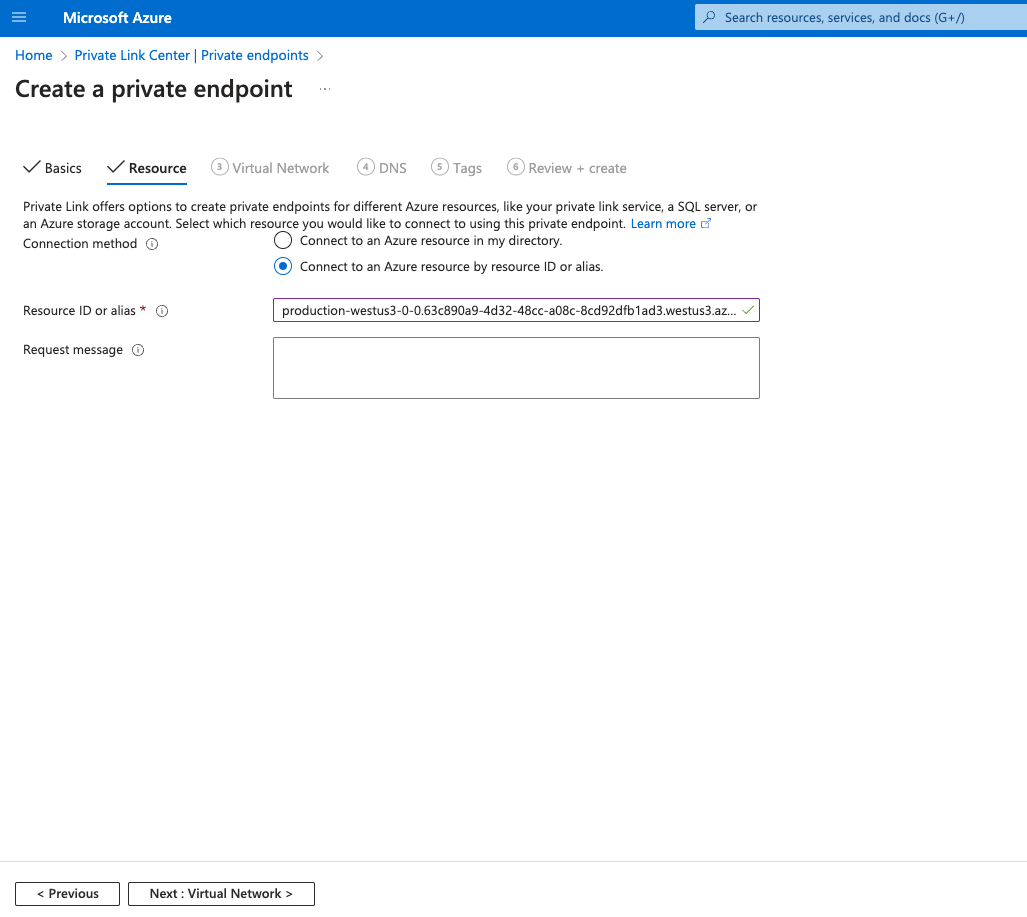 Microsoft Azure
Search resources, services, and docs (G+/)
Home > Private Link Center | Private endpoints >
Create a private endpoint ...
Basics Resource 3 Virtual Network 4 DNS 5 Tags 6 Review + create
Private Link offers options to create private endpoints for different Azure resources, like your private link service, a SQL server, or
an Azure storage account. Select which resource you would like to connect to using this private endpoint. Learn more
Connection method
Connect to an Azure resource in my directory.
Connect to an Azure resource by resource ID or alias.
Resource ID or alias *
production-westus3-0-0.63c890a9-4d32-48cc-a08c-8cd92dfb1ad3.westus3.az...
Request message
< Previous
Next : Virtual Network >